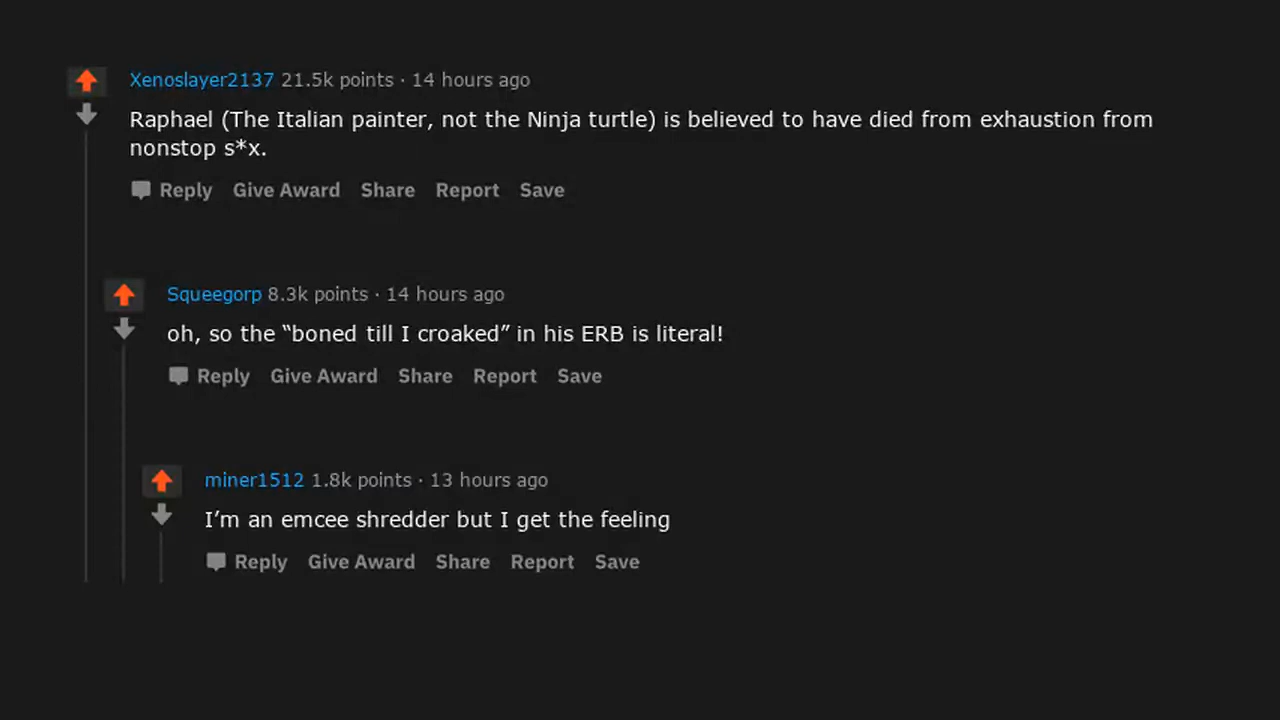 Xenoslayer2137 21.5k points · 14 hours ago
Raphael (The Italian painter, not the Ninja turtle) is believed to have died from exhaustion from
nonstop s*x.
Reply Give Award Share Report Save
Squeegorp 8.3k points · 14 hours ago
oh, so the “boned till I croaked” in his ERB is literal!
Reply Give Award Share Report Save
miner1512 1.8k points · 13 hours ago
I’m an emcee shredder but I get the feeling
Reply Give Award Share Report Save